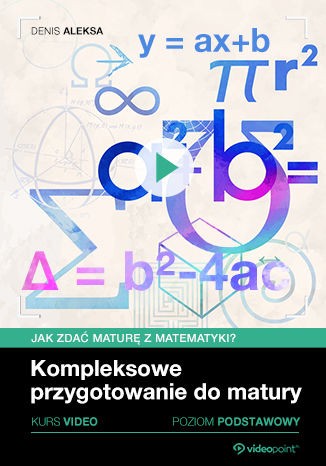 DENIS ALEKSA
y = ax+b
πr²
∞
a²-b²=
Σ
Δ = b²-4ac
JAK ZDAĆ MATURĘ Z MATEMATYKI?
Kompleksowe
przygotowanie do matury
KURS VIDEO POZIOM PODSTAWOWY
videopoint